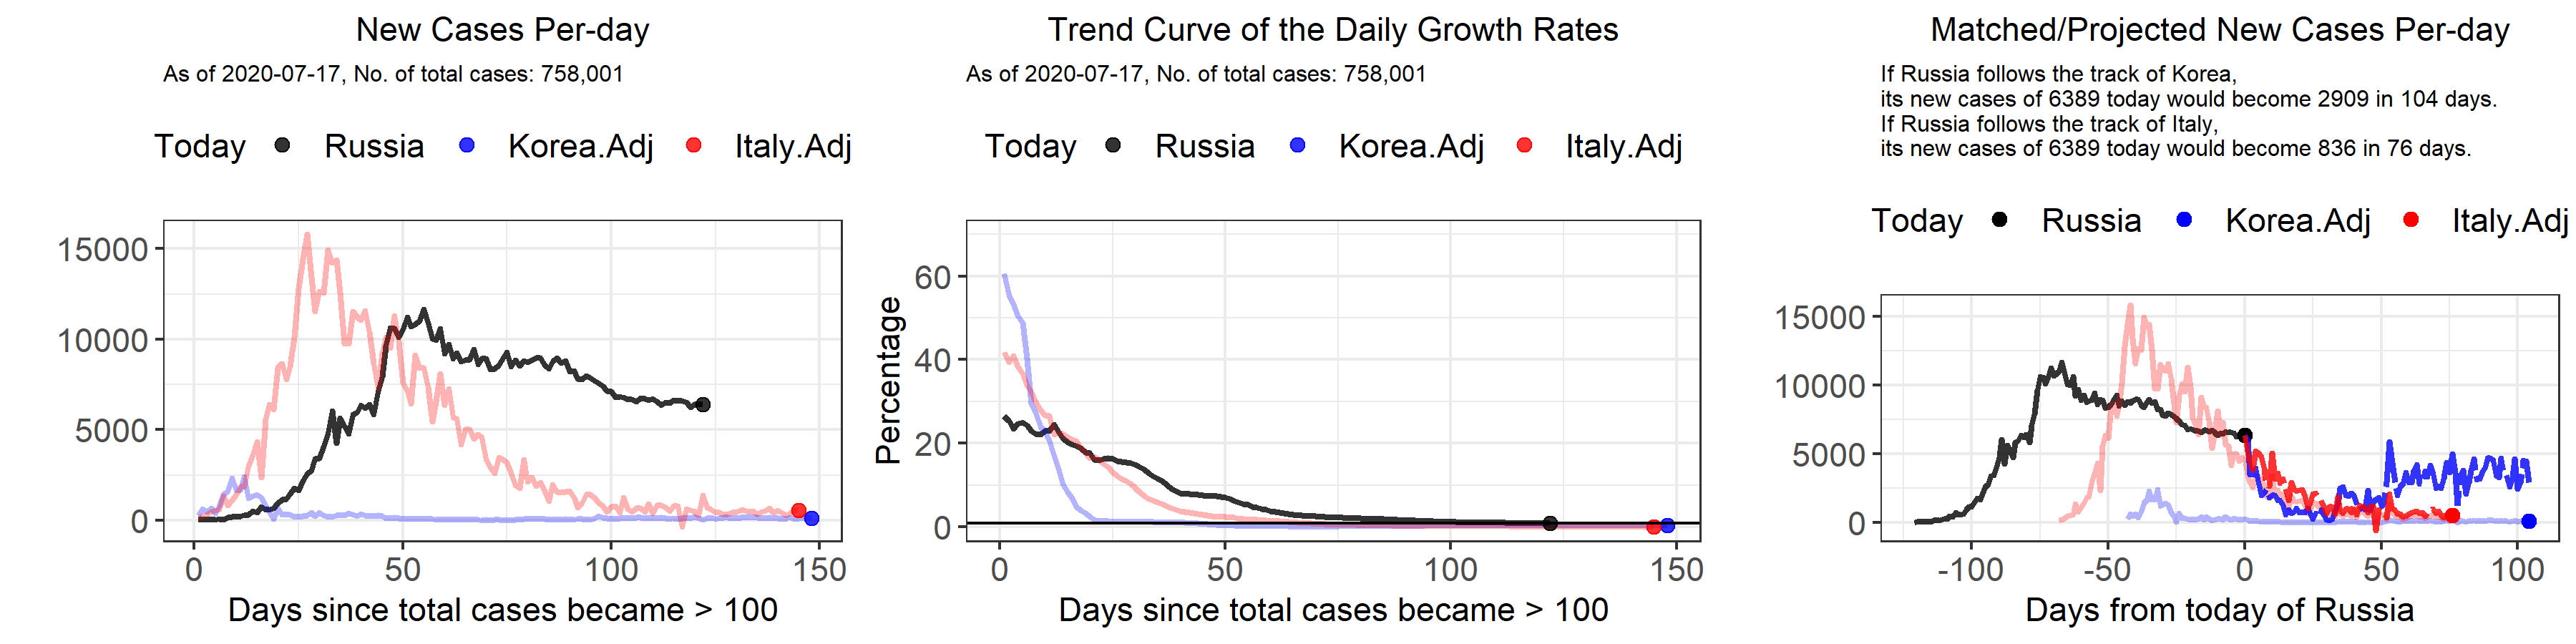 New Cases Per-day
As of 2020-07-17, No. of total cases: 758,001
Today Russia Korea.Adj Italy.Adj
15000
10000
5000
0
0 50 100 150
Days since total cases became > 100
Trend Curve of the Daily Growth Rates
As of 2020-07-17, No. of total cases: 758,001
Today Russia Korea.Adj Italy.Adj
Percentage
60
40
20
0
0 50 100 150
Days since total cases became > 100
Matched/Projected New Cases Per-day
If Russia follows the track of Korea,
its new cases of 6389 today would become 2909 in 104 days.
If Russia follows the track of Italy,
its new cases of 6389 today would become 836 in 76 days.
Today Russia Korea.Adj Italy.Adj
15000
10000
5000
0
-100 -50 0 50 100
Days from today of Russia